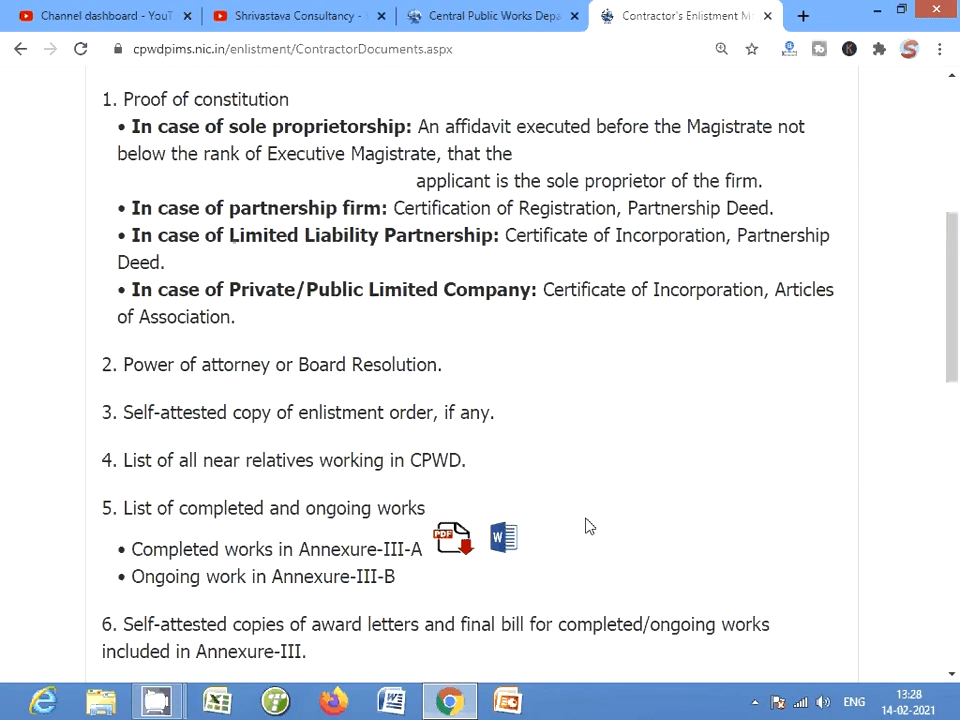 Channel dashboard - YouT
Shrivastava Consultancy -
Central Public Works Depa
Contractor's Enlistment M
cpwdpims.nic.in/enlistment/ContractorDocuments.aspx
1. Proof of constitution
• In case of sole proprietorship: An affidavit executed before the Magistrate not
below the rank of Executive Magistrate, that the
applicant is the sole proprietor of the firm.
• In case of partnership firm: Certification of Registration, Partnership Deed.
• In case of Limited Liability Partnership: Certificate of Incorporation, Partnership
Deed.
• In case of Private/Public Limited Company: Certificate of Incorporation, Articles
of Association.
2. Power of attorney or Board Resolution.
3. Self-attested copy of enlistment order, if any.
4. List of all near relatives working in CPWD.
5. List of completed and ongoing works
• Completed works in Annexure-III-A
PDF
W
• Ongoing work in Annexure-III-B
6. Self-attested copies of award letters and final bill for completed/ongoing works
included in Annexure-III.
ENG
13:28
14-02-2021